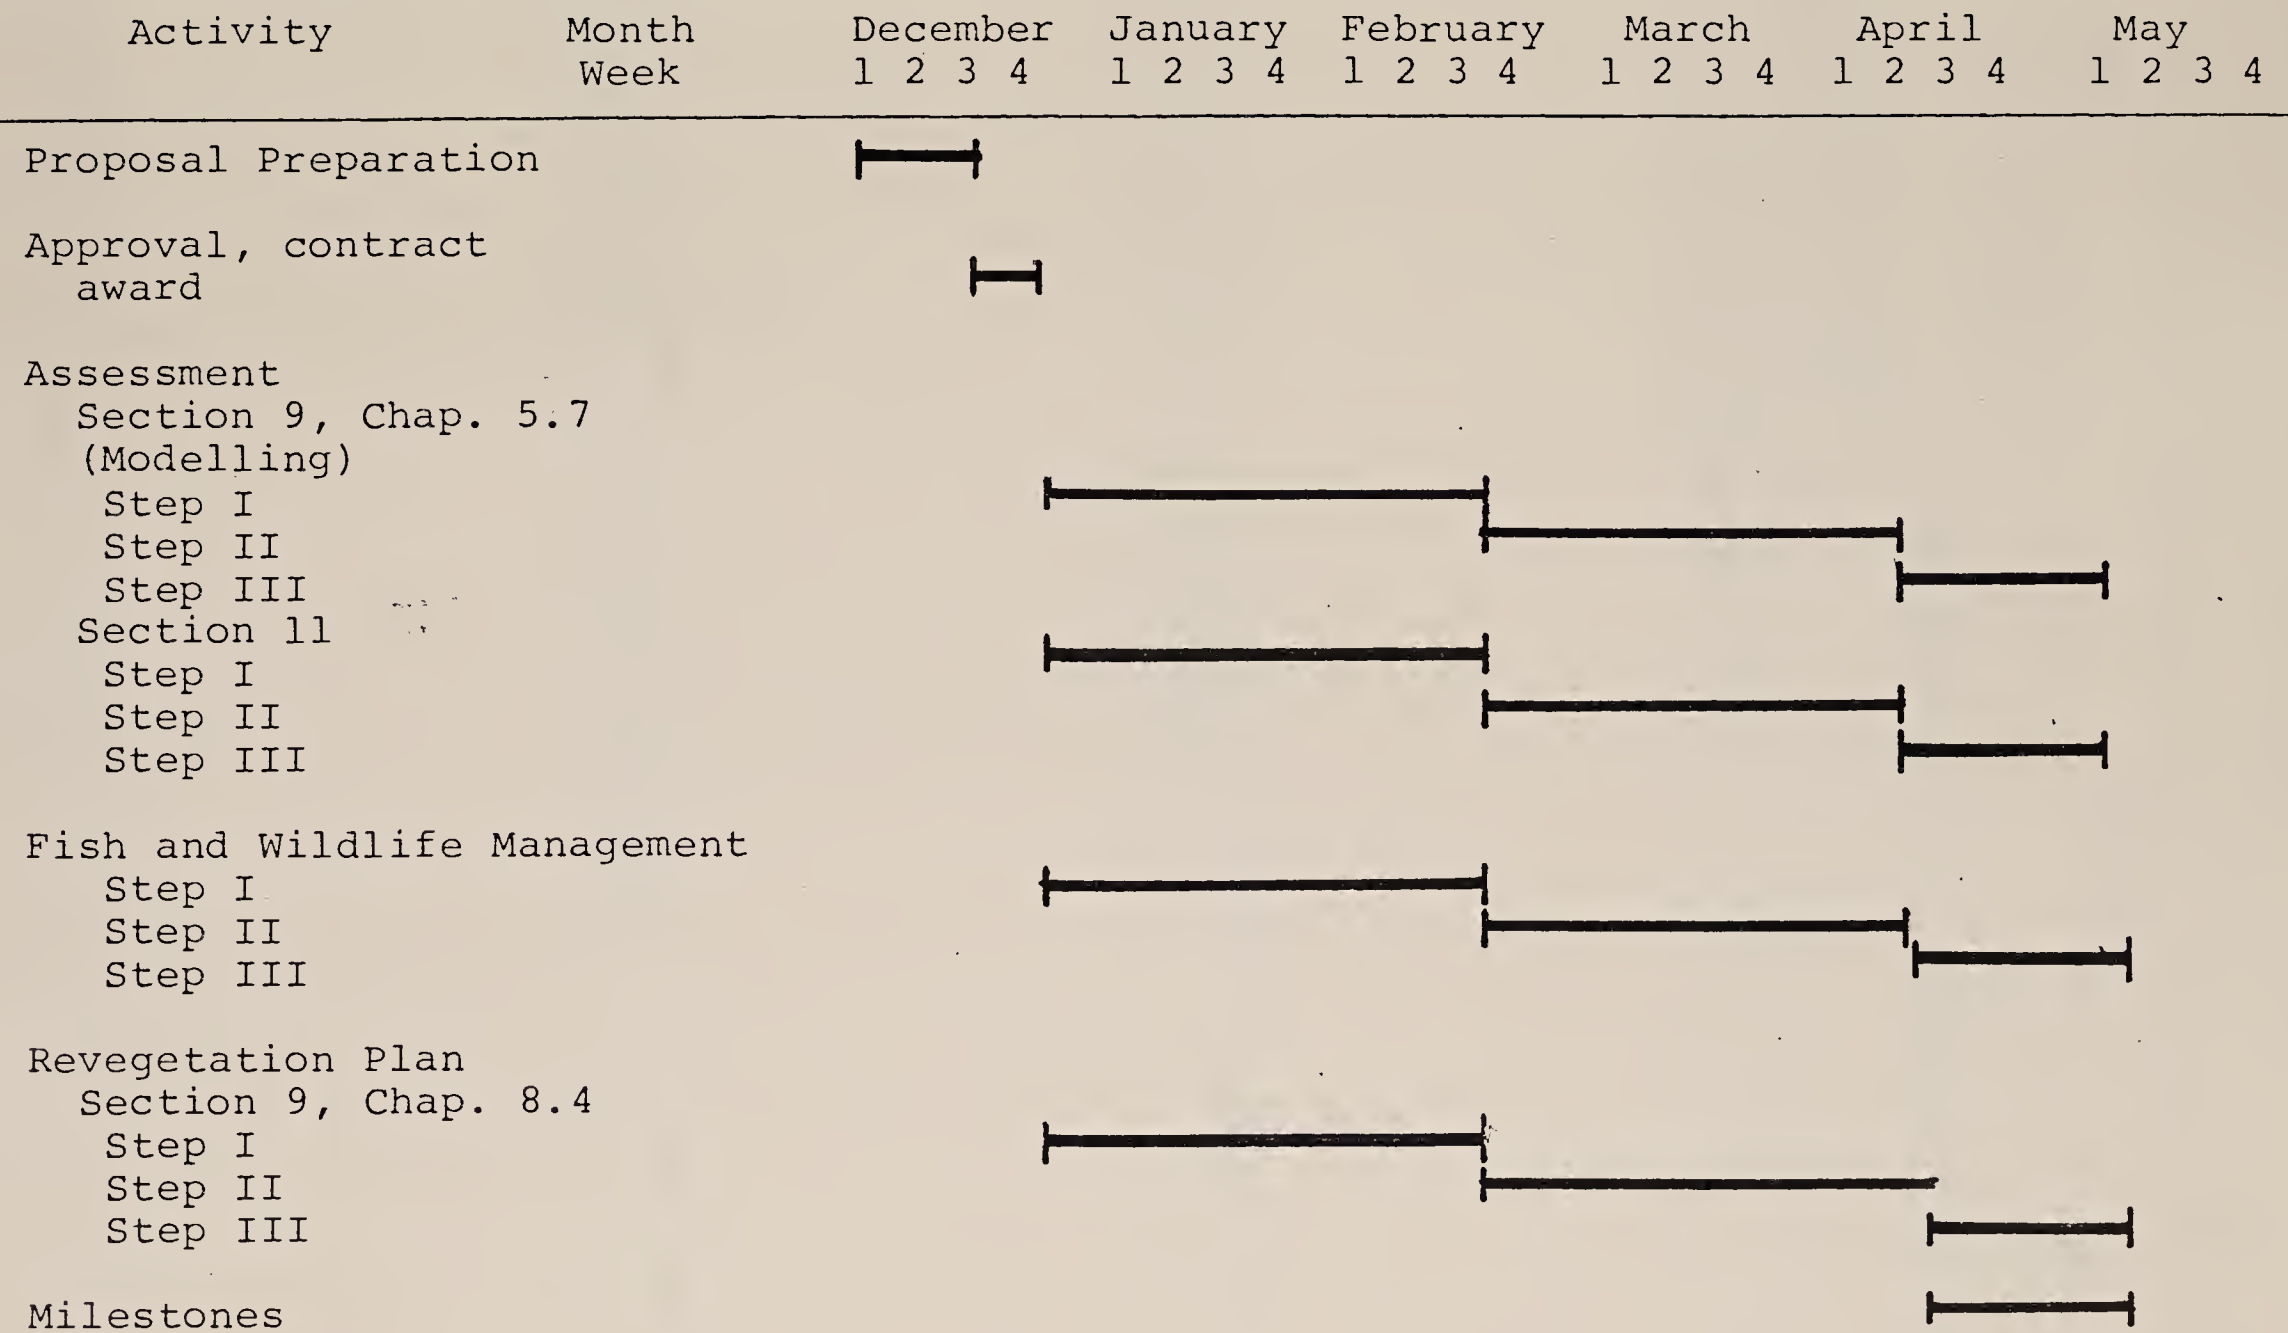 Activity Month December January February March April May
Week 1 2 3 4 1 2 3 4 1 2 3 4 1 2 3 4 1 2 3 4 1 2 3 4
Proposal Preparation
Approval, contract
award
Assessment
Section 9, Chap. 5.7
(Modelling)
Step I
Step II
Step III
Section 11
Step I
Step II
Step III
Fish and Wildlife Management
Step I
Step II
Step III
Revegetation Plan
Section 9, Chap. 8.4
Step I
Step II
Step III
Milestones